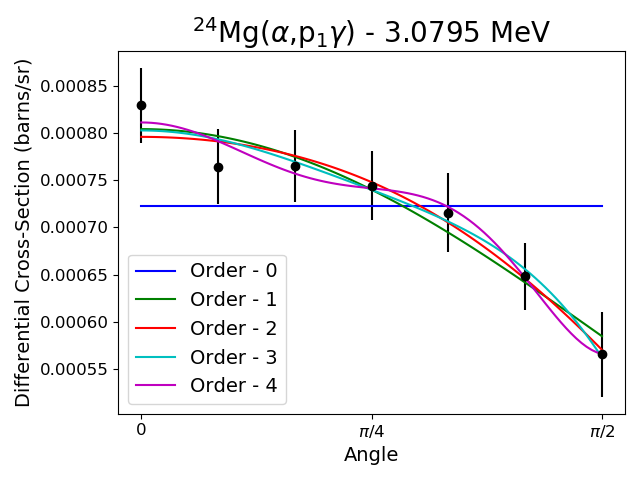 ²⁴Mg(α,p₁γ) - 3.0795 MeV
Differential Cross-Section (barns/sr)
0.00085
0.00080
0.00075
0.00070
0.00065
0.00060
0.00055
Order - 0
Order - 1
Order - 2
Order - 3
Order - 4
0
π/4
π/2
Angle